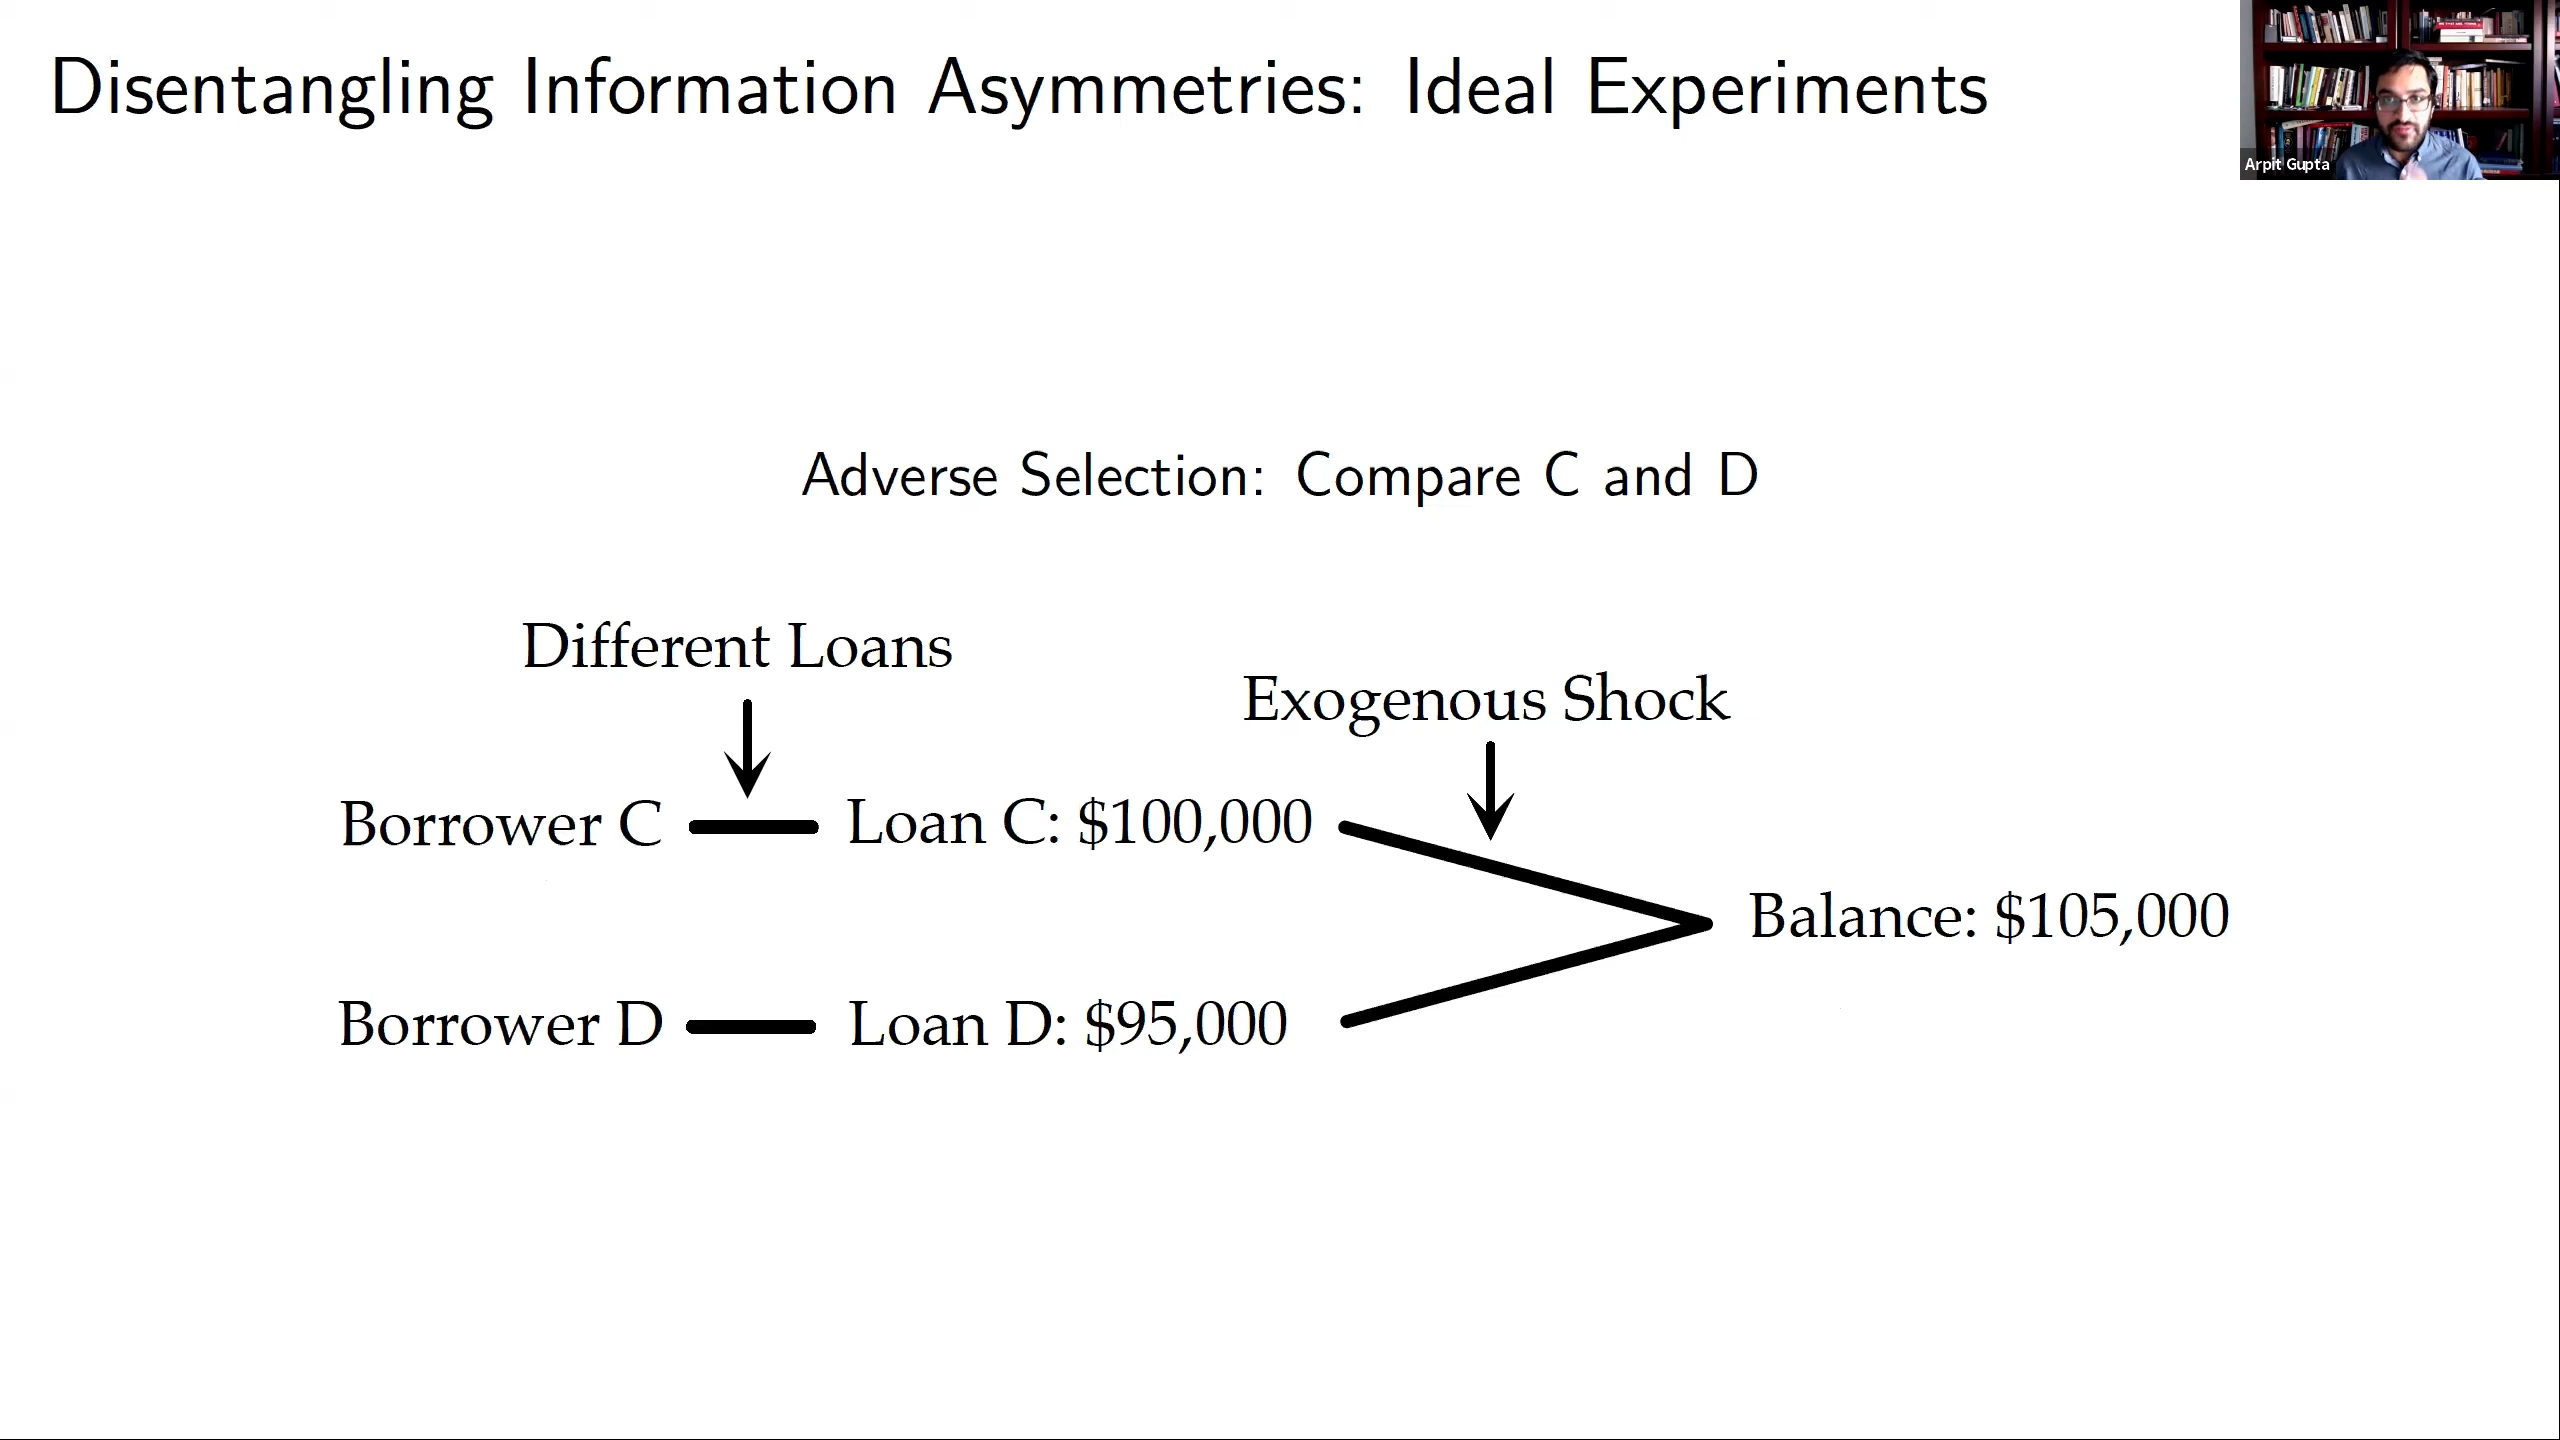 Disentangling Information Asymmetries: Ideal Experiments
Arpit Gupta
Adverse Selection: Compare C and D
Different Loans
Exogenous Shock
Borrower C
Loan C: $100,000
Balance: $105,000
Borrower D
Loan D: $95,000